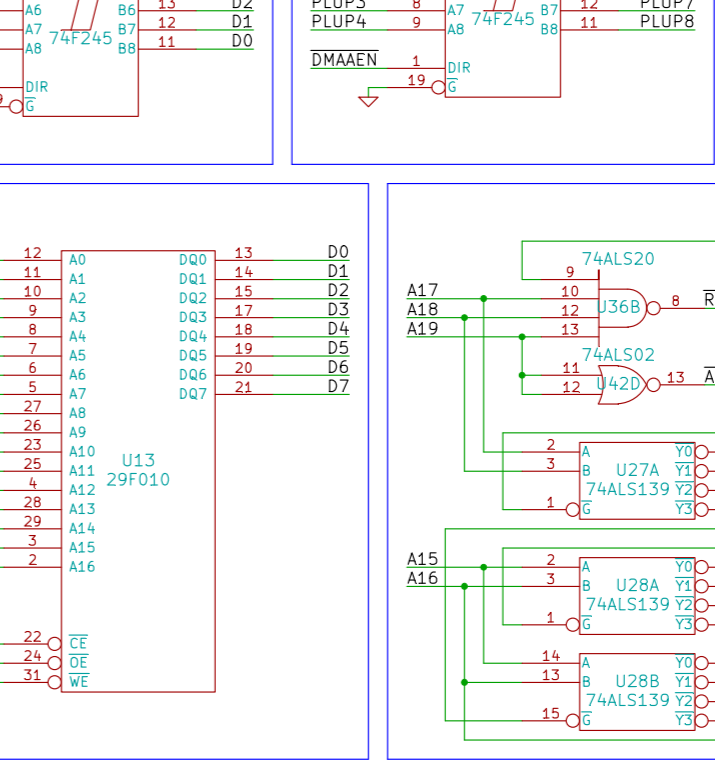 A6 B6 13 D2
A7 74F245 B7 12 D1
A8 B8 11 D0
DIR
G
PLUP3 8 A7 74F245 B7 12 PLUP7
PLUP4 9 A8 B8 11 PLUP8
DMAAEN 1 DIR
19 G
12 A0 DQ0 13 D0
11 A1 DQ1 14 D1
10 A2 DQ2 15 D2
9 A3 DQ3 17 D3
8 A4 DQ4 18 D4
7 A5 DQ5 19 D5
6 A6 DQ6 20 D6
5 A7 DQ7 21 D7
27 A8
26 A9
23 A10
25 A11
4 A12
28 A13
29 A14
3 A15
2 A16
U13
29F010
22 CE
24 OE
31 WE
74ALS20
9
A17 10 U36B 8 R
A18 12
A19 13
74ALS02
11 U42D 13 A
12
2 A Y0
3 B U27A Y1
74ALS139 Y2
1 G Y3
A15 2 A Y0
A16 3 B U28A Y1
74ALS139 Y2
1 G Y3
14 A Y0
13 B U28B Y1
74ALS139 Y2
15 G Y3